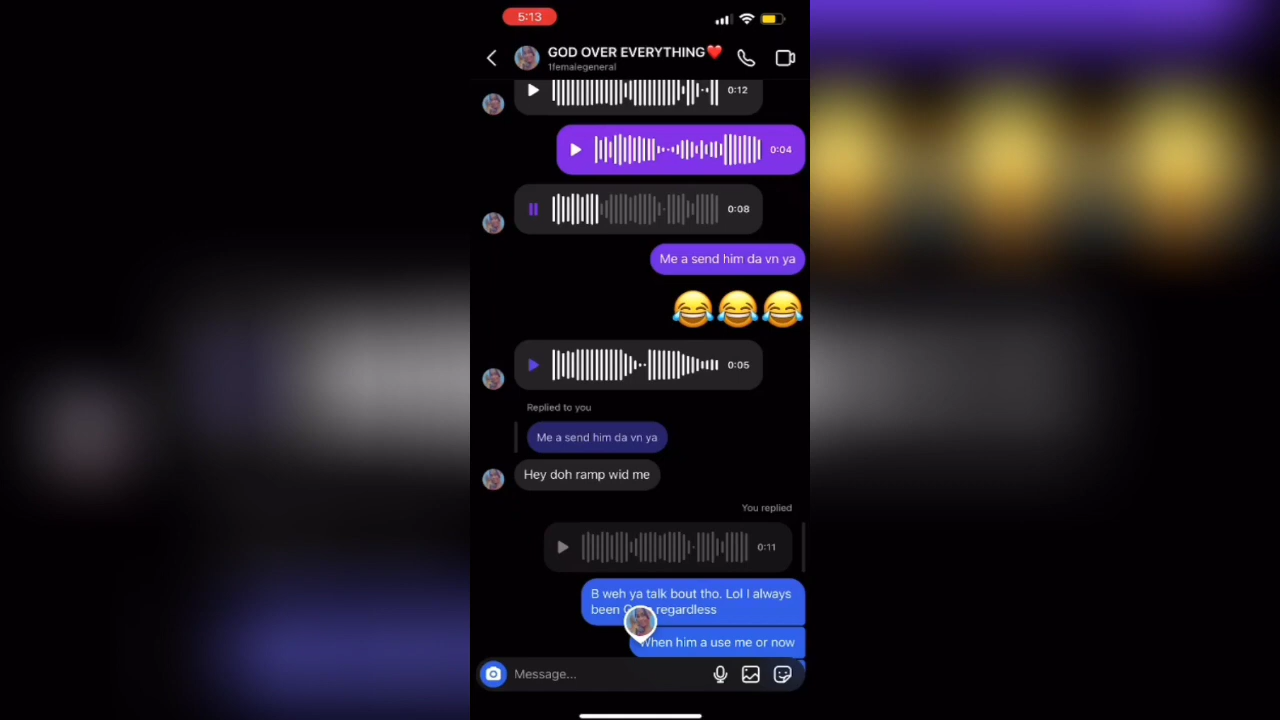 5:13
GOD OVER EVERYTHING❤️
1femalegeneral
0:12
0:04
0:08
Me a send him da vn ya
😂😂😂
0:05
Replied to you
Me a send him da vn ya
Hey doh ramp wid me
You replied
0:11
B weh ya talk bout tho. Lol I always
been regardless
When him a use me or now
Message...